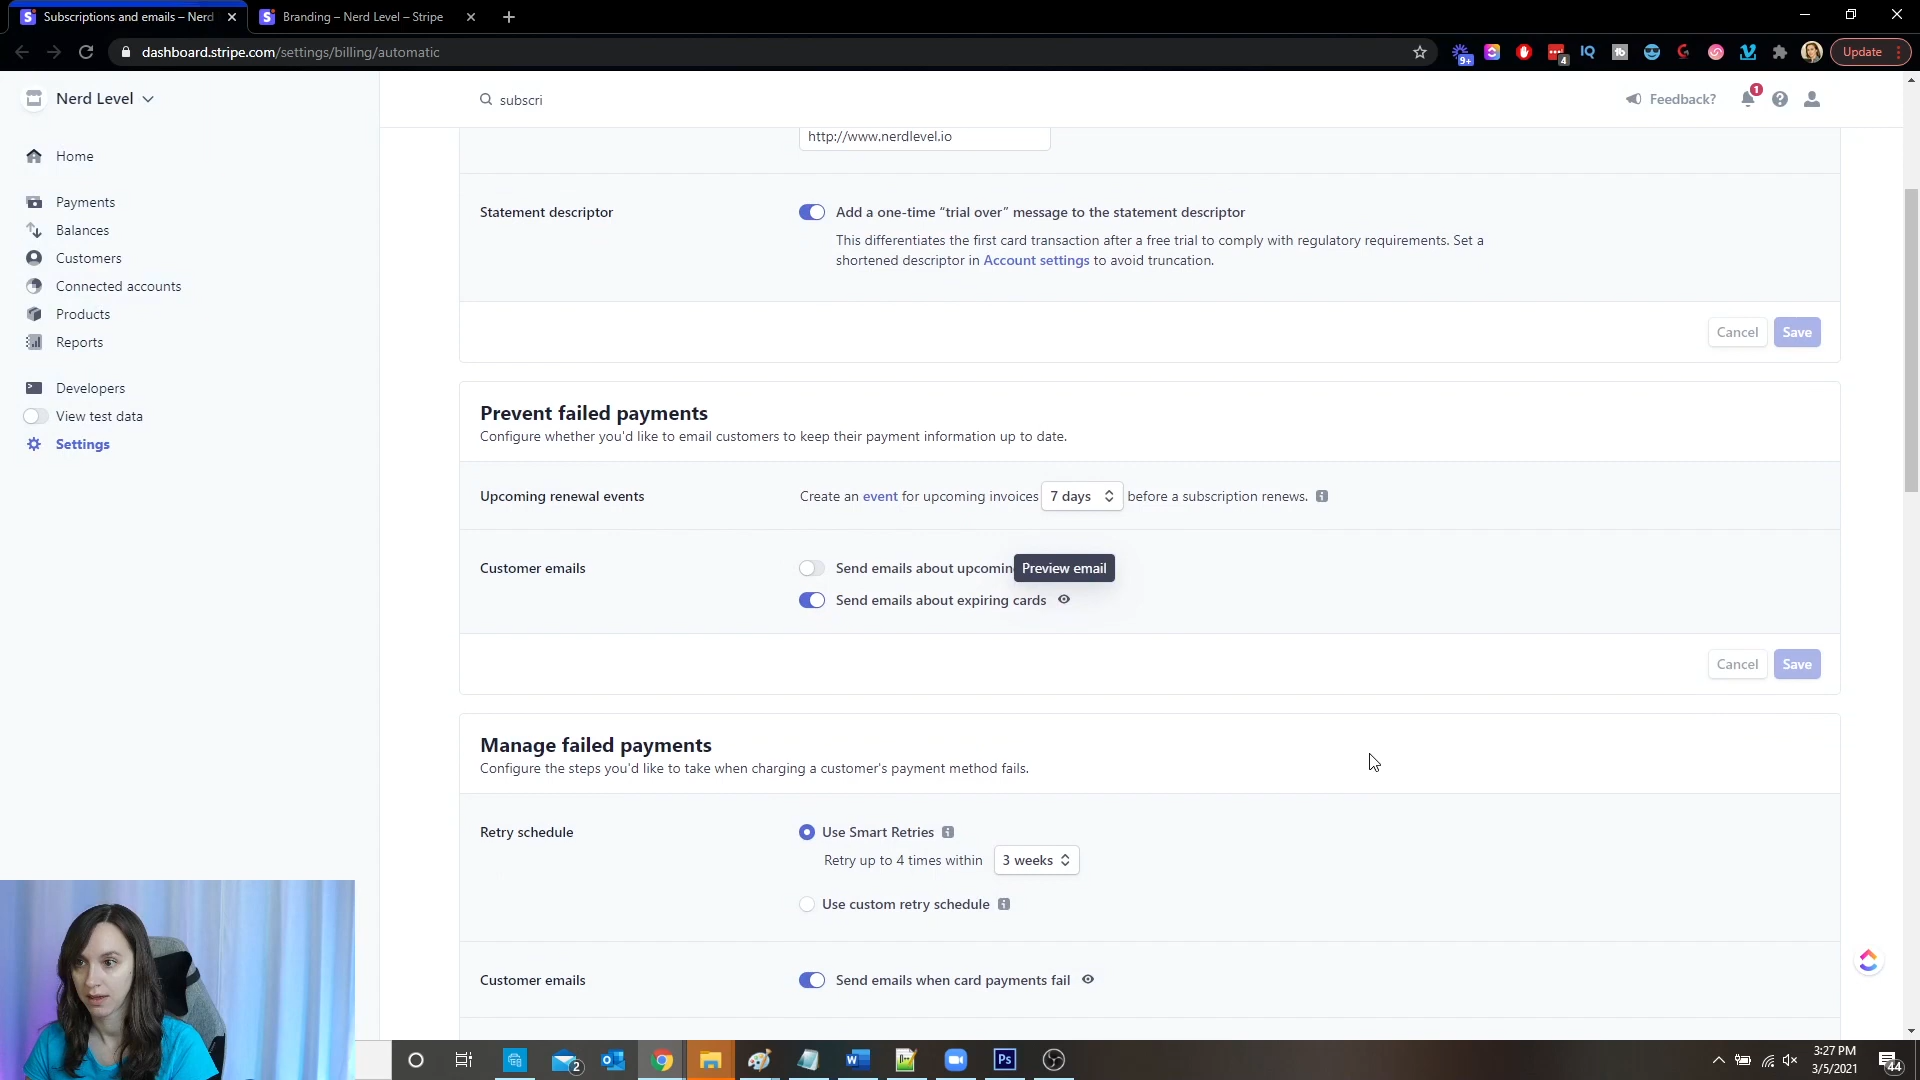 Subscriptions and emails – Nerd
Branding – Nerd Level – Stripe
dashboard.stripe.com/settings/billing/automatic
9+
4
IQ
tb
Update
Nerd Level
subscri
Feedback?
1
http://www.nerdlevel.io
Home
Payments
Balances
Customers
Connected accounts
Products
Reports
Developers
View test data
Settings
Statement descriptor
Add a one-time “trial over” message to the statement descriptor
This differentiates the first card transaction after a free trial to comply with regulatory requirements. Set a
shortened descriptor in Account settings to avoid truncation.
Cancel
Save
Prevent failed payments
Configure whether you'd like to email customers to keep their payment information up to date.
Upcoming renewal events
Create an event for upcoming invoices 7 days before a subscription renews.
Customer emails
Send emails about upcomin
Preview email
Send emails about expiring cards
Cancel
Save
Manage failed payments
Configure the steps you'd like to take when charging a customer's payment method fails.
Retry schedule
Use Smart Retries
Retry up to 4 times within 3 weeks
Use custom retry schedule
Customer emails
Send emails when card payments fail
2
Ps
3:27 PM
3/5/2021
44